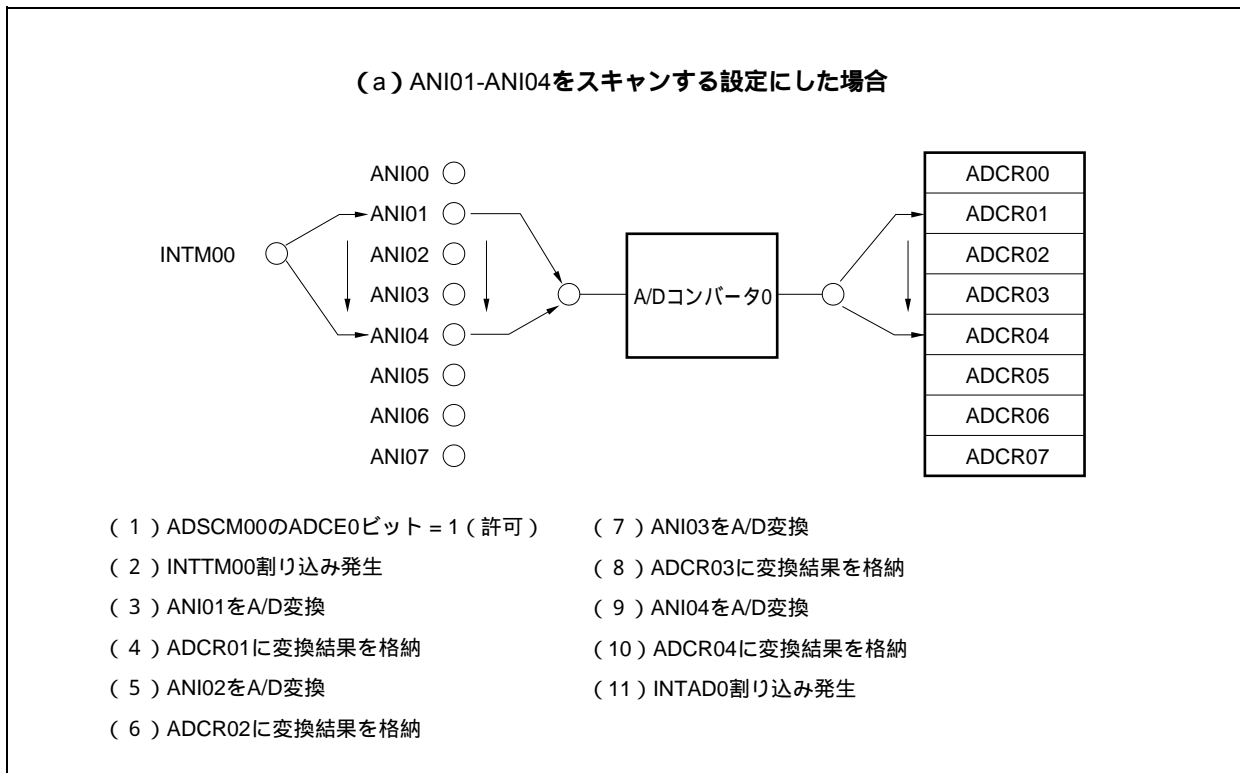 (a)ANI01-ANI04をスキャンする設定にした場合
ANI00
ANI01
ANI02
ANI03
ANI04
ANI05
ANI06
ANI07
INTM00
A/Dコンバータ0
ADCR00
ADCR01
ADCR02
ADCR03
ADCR04
ADCR05
ADCR06
ADCR07
(1)ADSCM00のADCE0ビット = 1(許可)
(2)INTTM00割り込み発生
(3)ANI01をA/D変換
(4)ADCR01に変換結果を格納
(5)ANI02をA/D変換
(6)ADCR02に変換結果を格納
(7)ANI03をA/D変換
(8)ADCR03に変換結果を格納
(9)ANI04をA/D変換
(10)ADCR04に変換結果を格納
(11)INTAD0割り込み発生